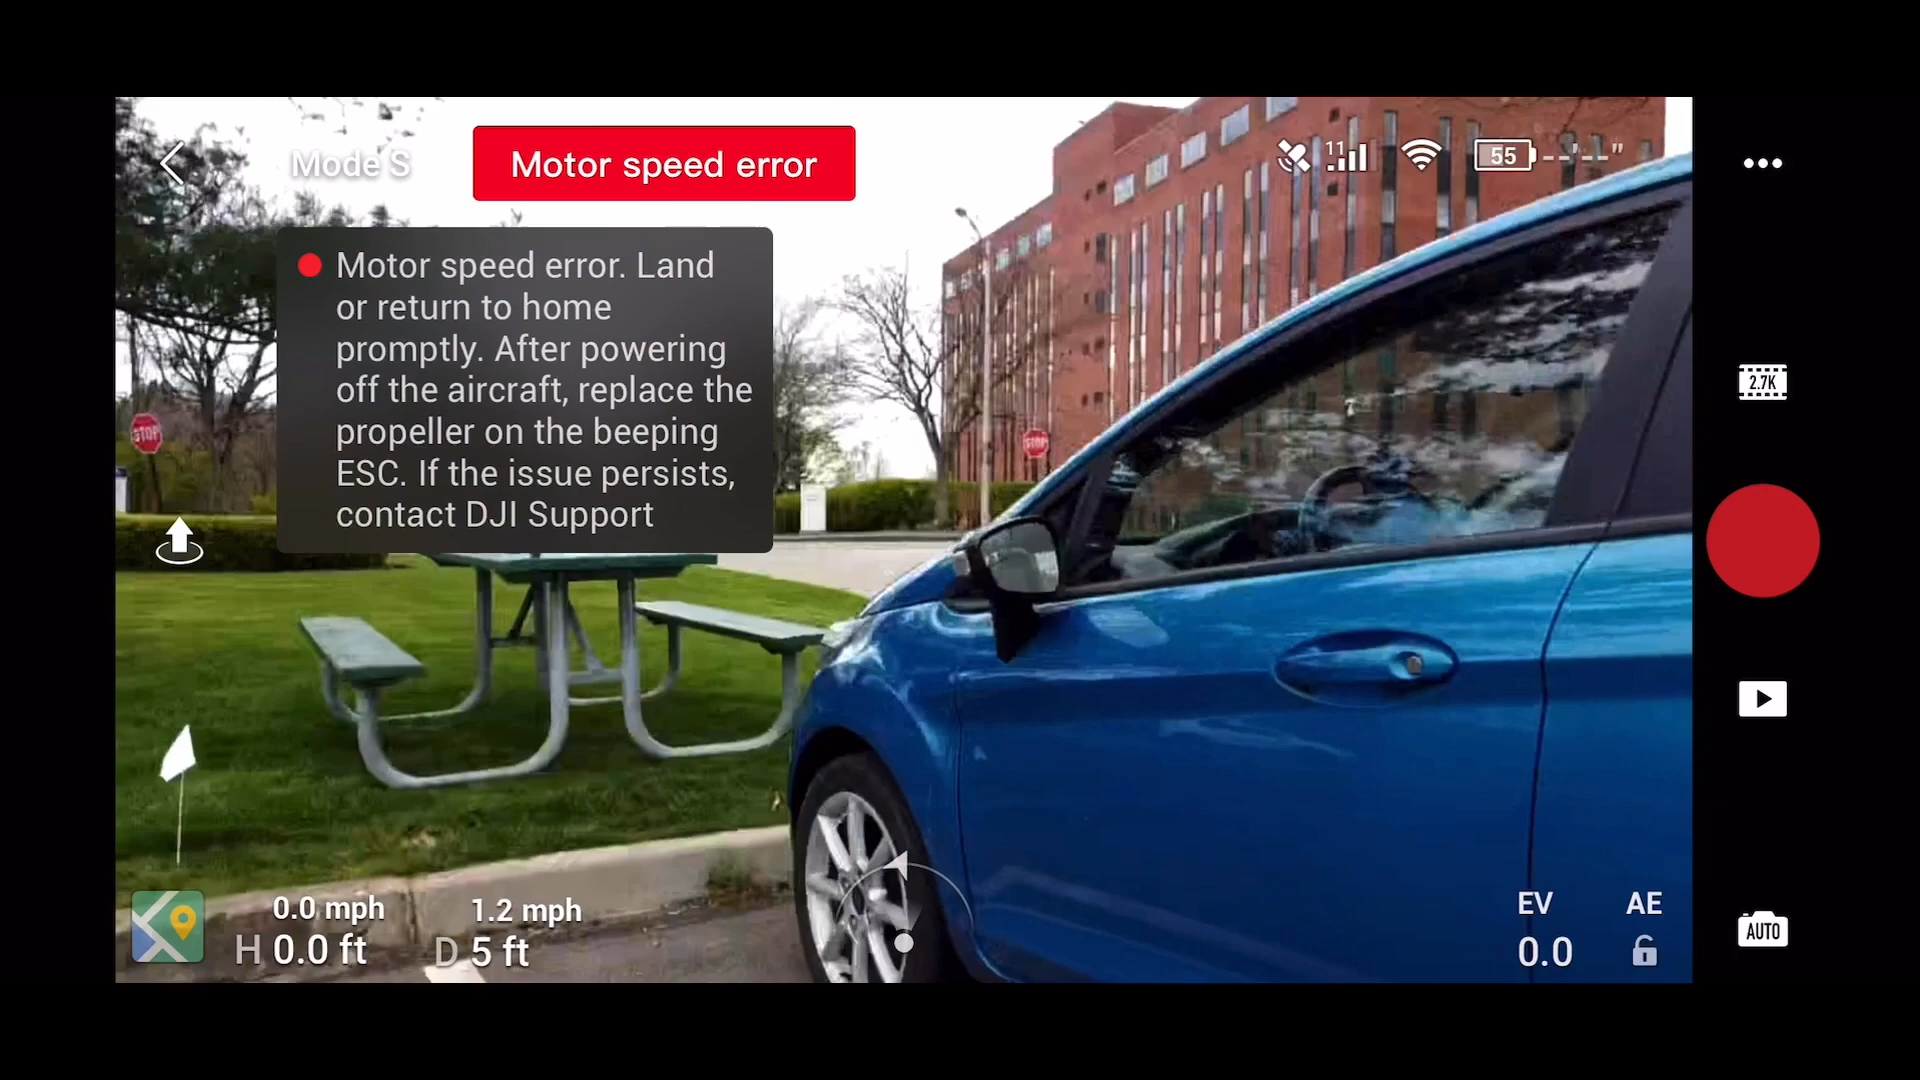 Mode S
Motor speed error
11
55
--'--"
Motor speed error. Land
or return to home
promptly. After powering
off the aircraft, replace the
propeller on the beeping
ESC. If the issue persists,
contact DJI Support
2.7K
STOP
STOP
0.0 mph
1.2 mph
H 0.0 ft
D 5 ft
EV
0.0
AE
AUTO